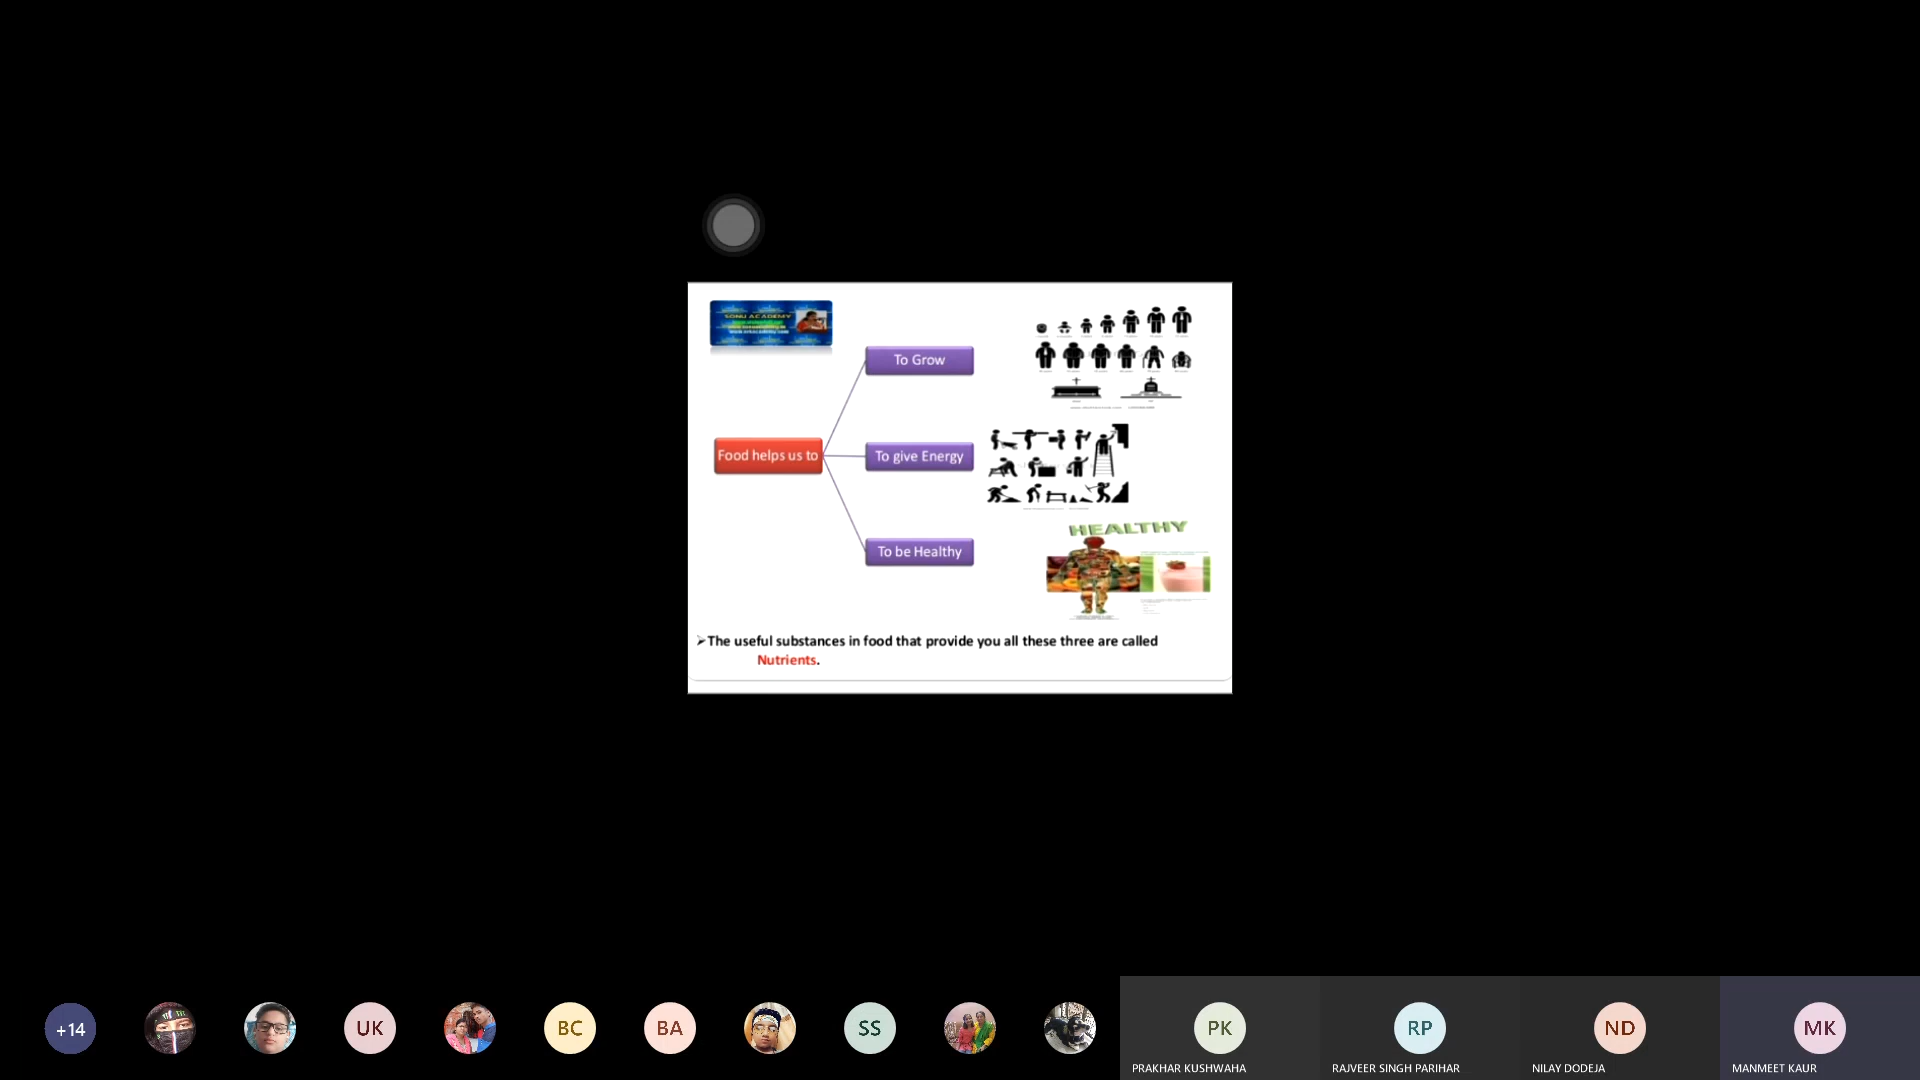 SONU ACADEMY
To Grow
Food helps us to
To give Energy
HEALTHY
To be Healthy
➢The useful substances in food that provide you all these three are called
Nutrients.
+14
UK
BC
BA
SS
PK
RP
ND
MK
PRAKHAR KUSHWAHA
RAJVEER SINGH PARIHAR
NILAY DODEJA
MANMEET KAUR